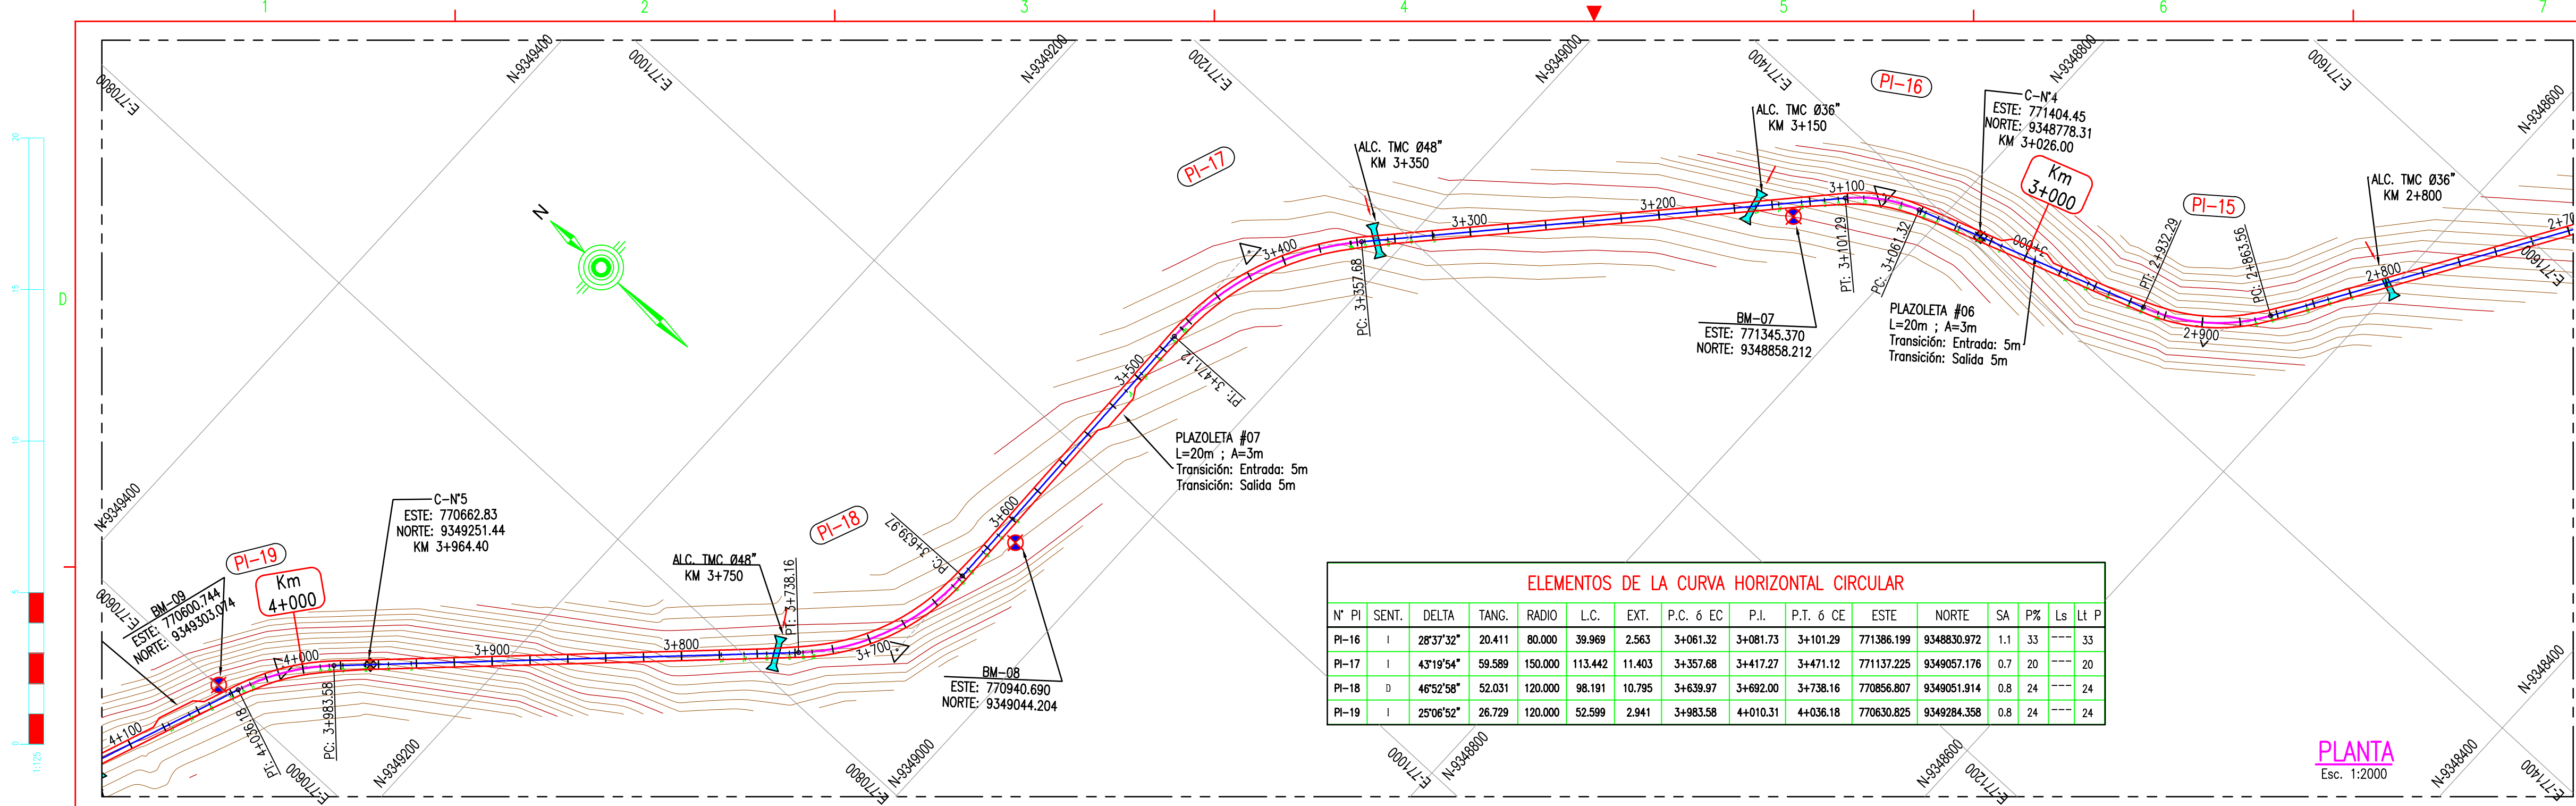 1 2 3 4 5 6 7
D
20
15
10
5
0
1:125
E-770800
N-9349400
E-771000
N-9349200
E-771200
N-9349000
E-771400
N-9348800
E-771600
N-9348600
N
PI-19
PI-18
PI-17
PI-16
PI-15
BM-09
ESTE: 770600.744
NORTE: 9349303.074
Km
4+000
C-N°5
ESTE: 770662.83
NORTE: 9349251.44
KM 3+964.40
ALC. TMC Ø48"
KM 3+750
BM-08
ESTE: 770940.690
NORTE: 9349044.204
PLAZOLETA #07
L=20m ; A=3m
Transición: Entrada: 5m
Transición: Salida 5m
ALC. TMC Ø48"
KM 3+350
ALC. TMC Ø36"
KM 3+150
BM-07
ESTE: 771345.370
NORTE: 9348858.212
C-N°4
ESTE: 771404.45
NORTE: 9348778.31
KM 3+026.00
Km
3+000
PLAZOLETA #06
L=20m ; A=3m
Transición: Entrada: 5m
Transición: Salida 5m
ALC. TMC Ø36"
KM 2+800
4+100
PT: 4+036.18
4+000
PC: 3+983.58
3+900
3+800
PT: 3+738.16
3+700
PC: 3+639.97
3+600
3+500
PT: 3+471.12
3+400
PC: 3+357.68
3+300
3+200
3+100
PT: 3+101.29
PC: 3+061.32
3+000
PT: 2+932.29
2+900
PC: 2+863.56
2+800
2+70
E-771600
N-9349400
E-770600
E-770600
N-9349200
E-770800
N-9349000
E-771000
N-9348800
N-9348600
E-771200
N-9348400
N-9348400
E-771400
ELEMENTOS DE LA CURVA HORIZONTAL CIRCULAR
N° PI SENT. DELTA TANG. RADIO L.C. EXT. P.C. ó EC P.I. P.T. ó CE ESTE NORTE SA P% Ls Lt P
PI-16 I 28°37'32" 20.411 80.000 39.969 2.563 3+061.32 3+081.73 3+101.29 771386.199 9348830.972 1.1 33 --- 33
PI-17 I 43°19'54" 59.589 150.000 113.442 11.403 3+357.68 3+417.27 3+471.12 771137.225 9349057.176 0.7 20 --- 20
PI-18 D 46°52'58" 52.031 120.000 98.191 10.795 3+639.97 3+692.00 3+738.16 770856.807 9349051.914 0.8 24 --- 24
PI-19 I 25°06'52" 26.729 120.000 52.599 2.941 3+983.58 4+010.31 4+036.18 770630.825 9349284.358 0.8 24 --- 24
PLANTA
Esc. 1:2000